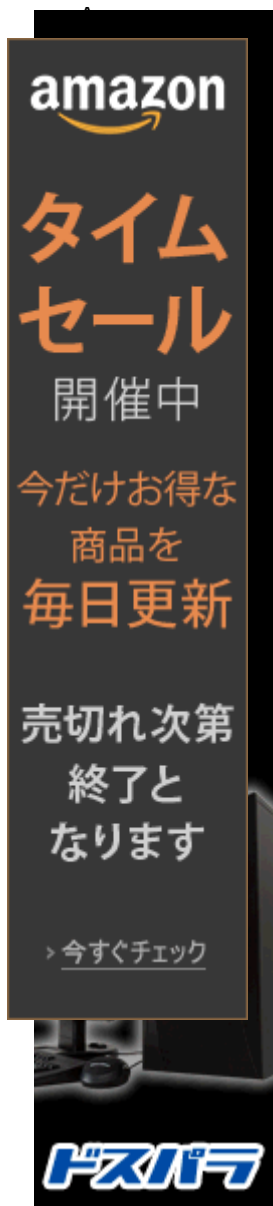 amazon
タイム
セール
開催中
今だけお得な
商品を
毎日更新
売切れ次第
終了と
なります
› 今すぐチェック
ドスパラ